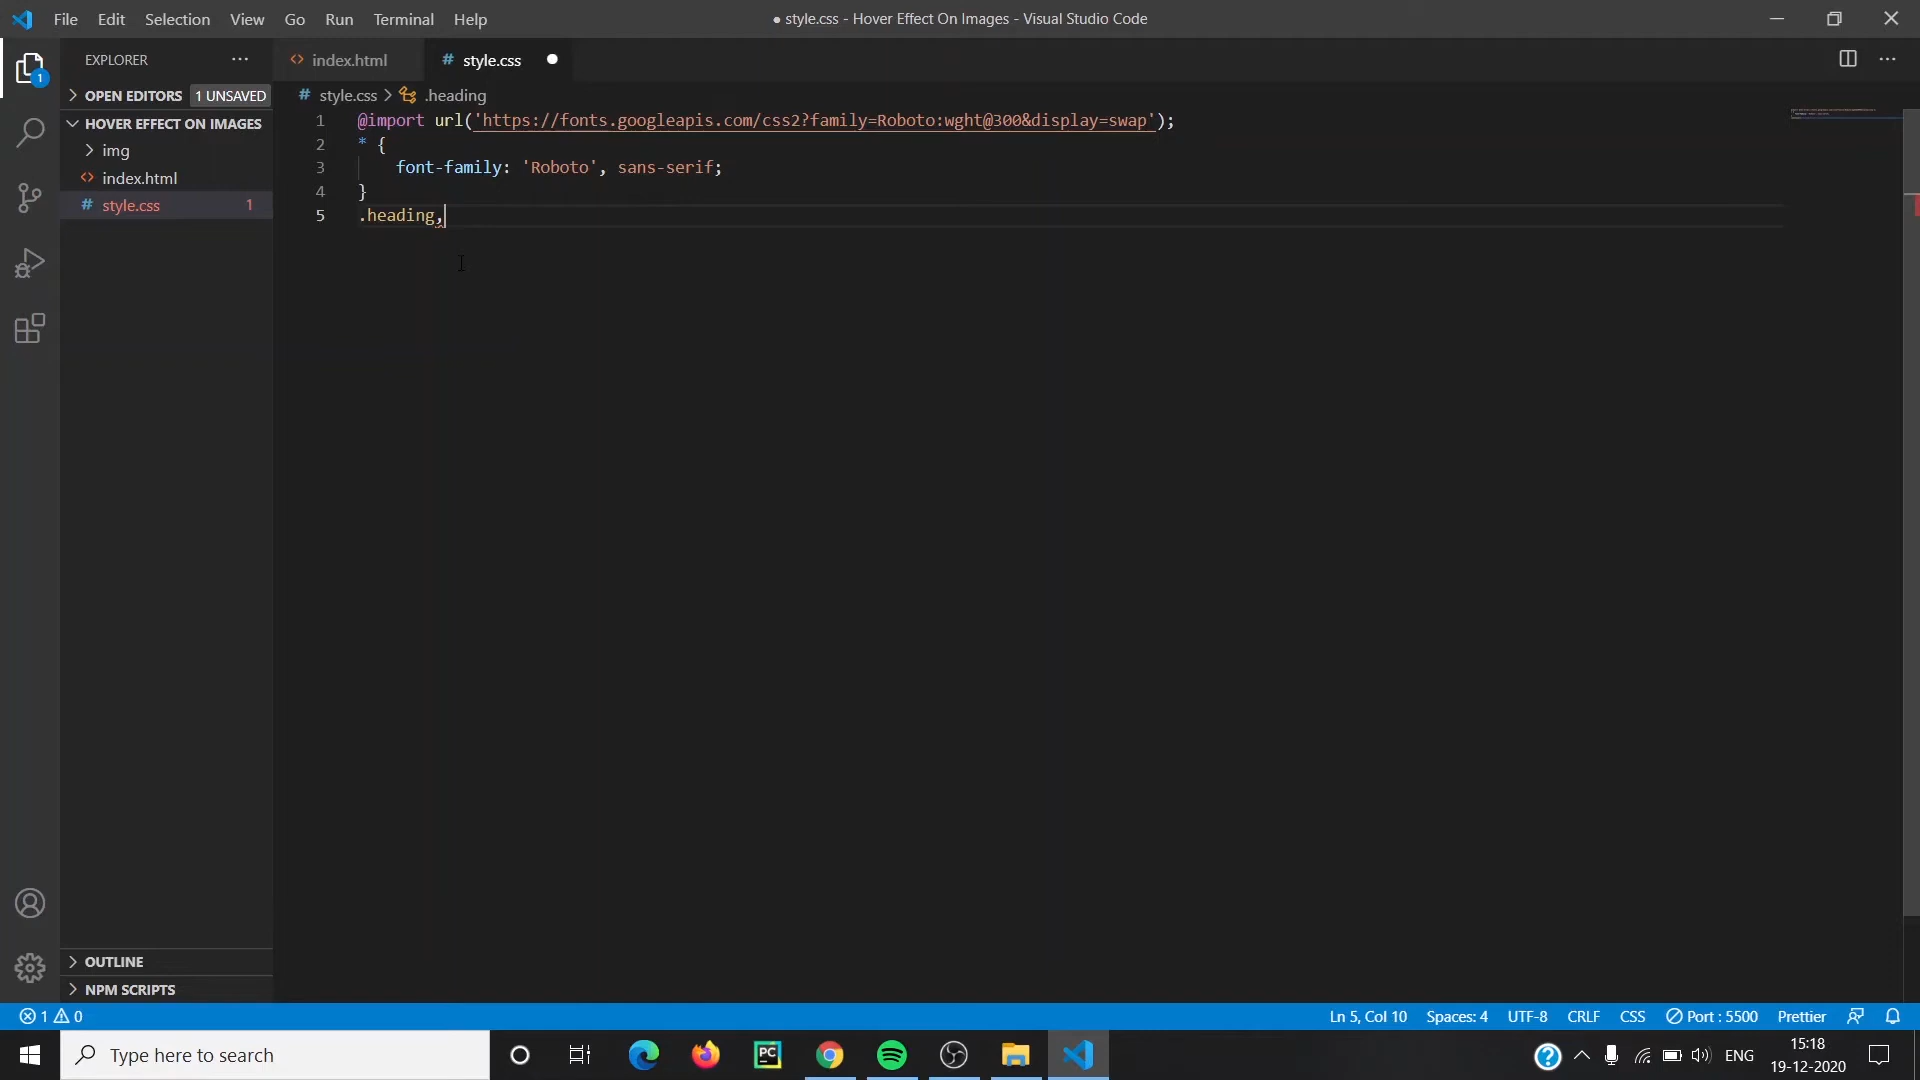 File Edit Selection View Go Run Terminal Help
● style.css - Hover Effect On Images - Visual Studio Code
EXPLORER
index.html
# style.css ●
1
OPEN EDITORS 1 UNSAVED
# style.css > .heading
HOVER EFFECT ON IMAGES
img
index.html
# style.css 1
1 @import url('https://fonts.googleapis.com/css2?family=Roboto:wght@300&display=swap');
2 * {
3 font-family: 'Roboto', sans-serif;
4 }
5 .heading,
OUTLINE
NPM SCRIPTS
1 0
Ln 5, Col 10 Spaces: 4 UTF-8 CRLF CSS Port : 5500 Prettier
Type here to search
PC
ENG
15:18
19-12-2020